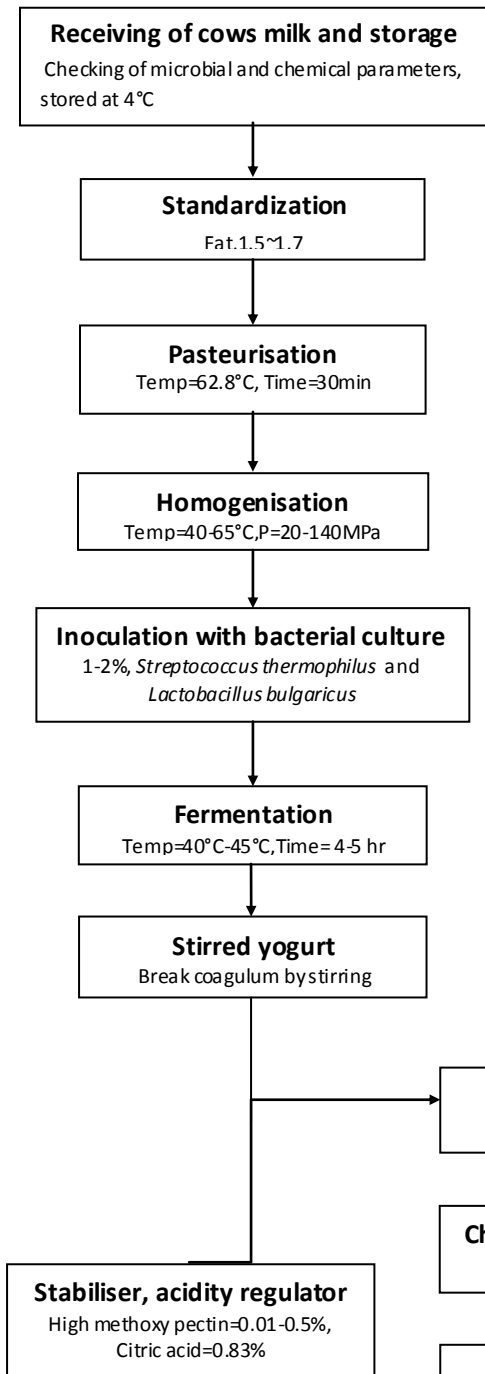 Receiving of cows milk and storage
Checking of microbial and chemical parameters,
stored at 4°C
Standardization
Fat.1.5~1.7
Pasteurisation
Temp=62.8°C, Time=30min
Homogenisation
Temp=40-65°C,P=20-140MPa
Inoculation with bacterial culture
1-2%, Streptococcus thermophilus and
Lactobacillus bulgaricus
Fermentation
Temp=40°C-45°C,Time= 4-5 hr
Stirred yogurt
Break coagulum by stirring
Ch
Stabiliser, acidity regulator
High methoxy pectin=0.01-0.5%,
Citric acid=0.83%